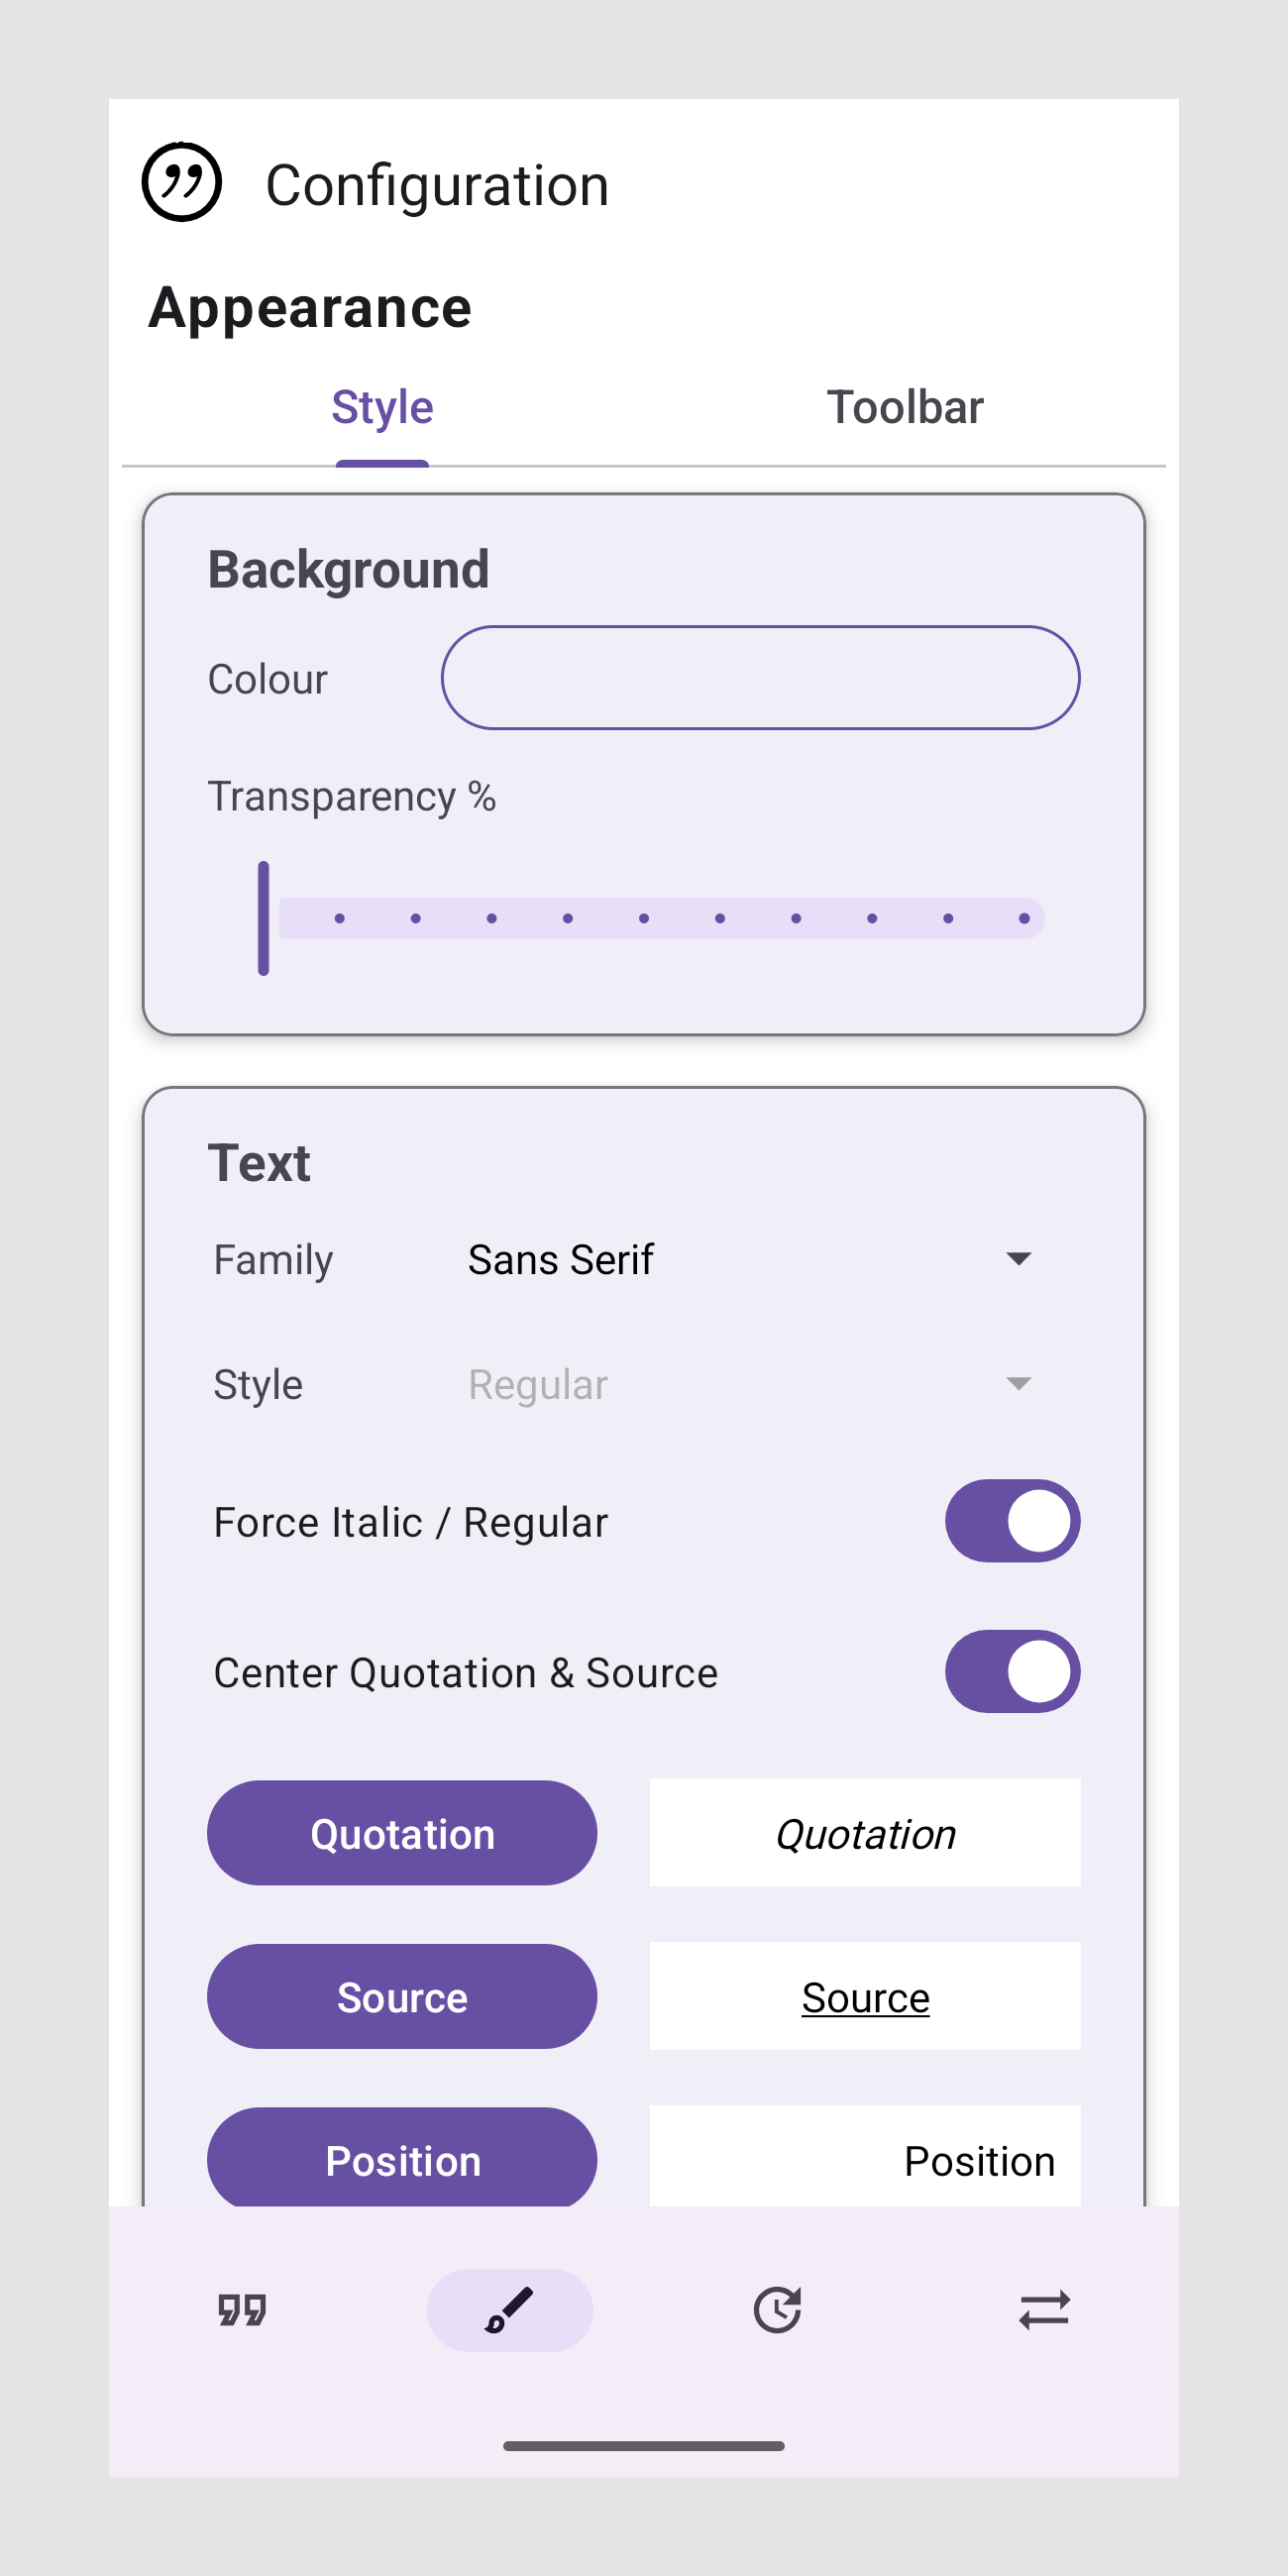 Configuration
Appearance
Style Toolbar
Background
Colour
Transparency %
Text
Family Sans Serif
Style Regular
Force Italic / Regular
Center Quotation & Source
Quotation Quotation
Source Source
Position Position